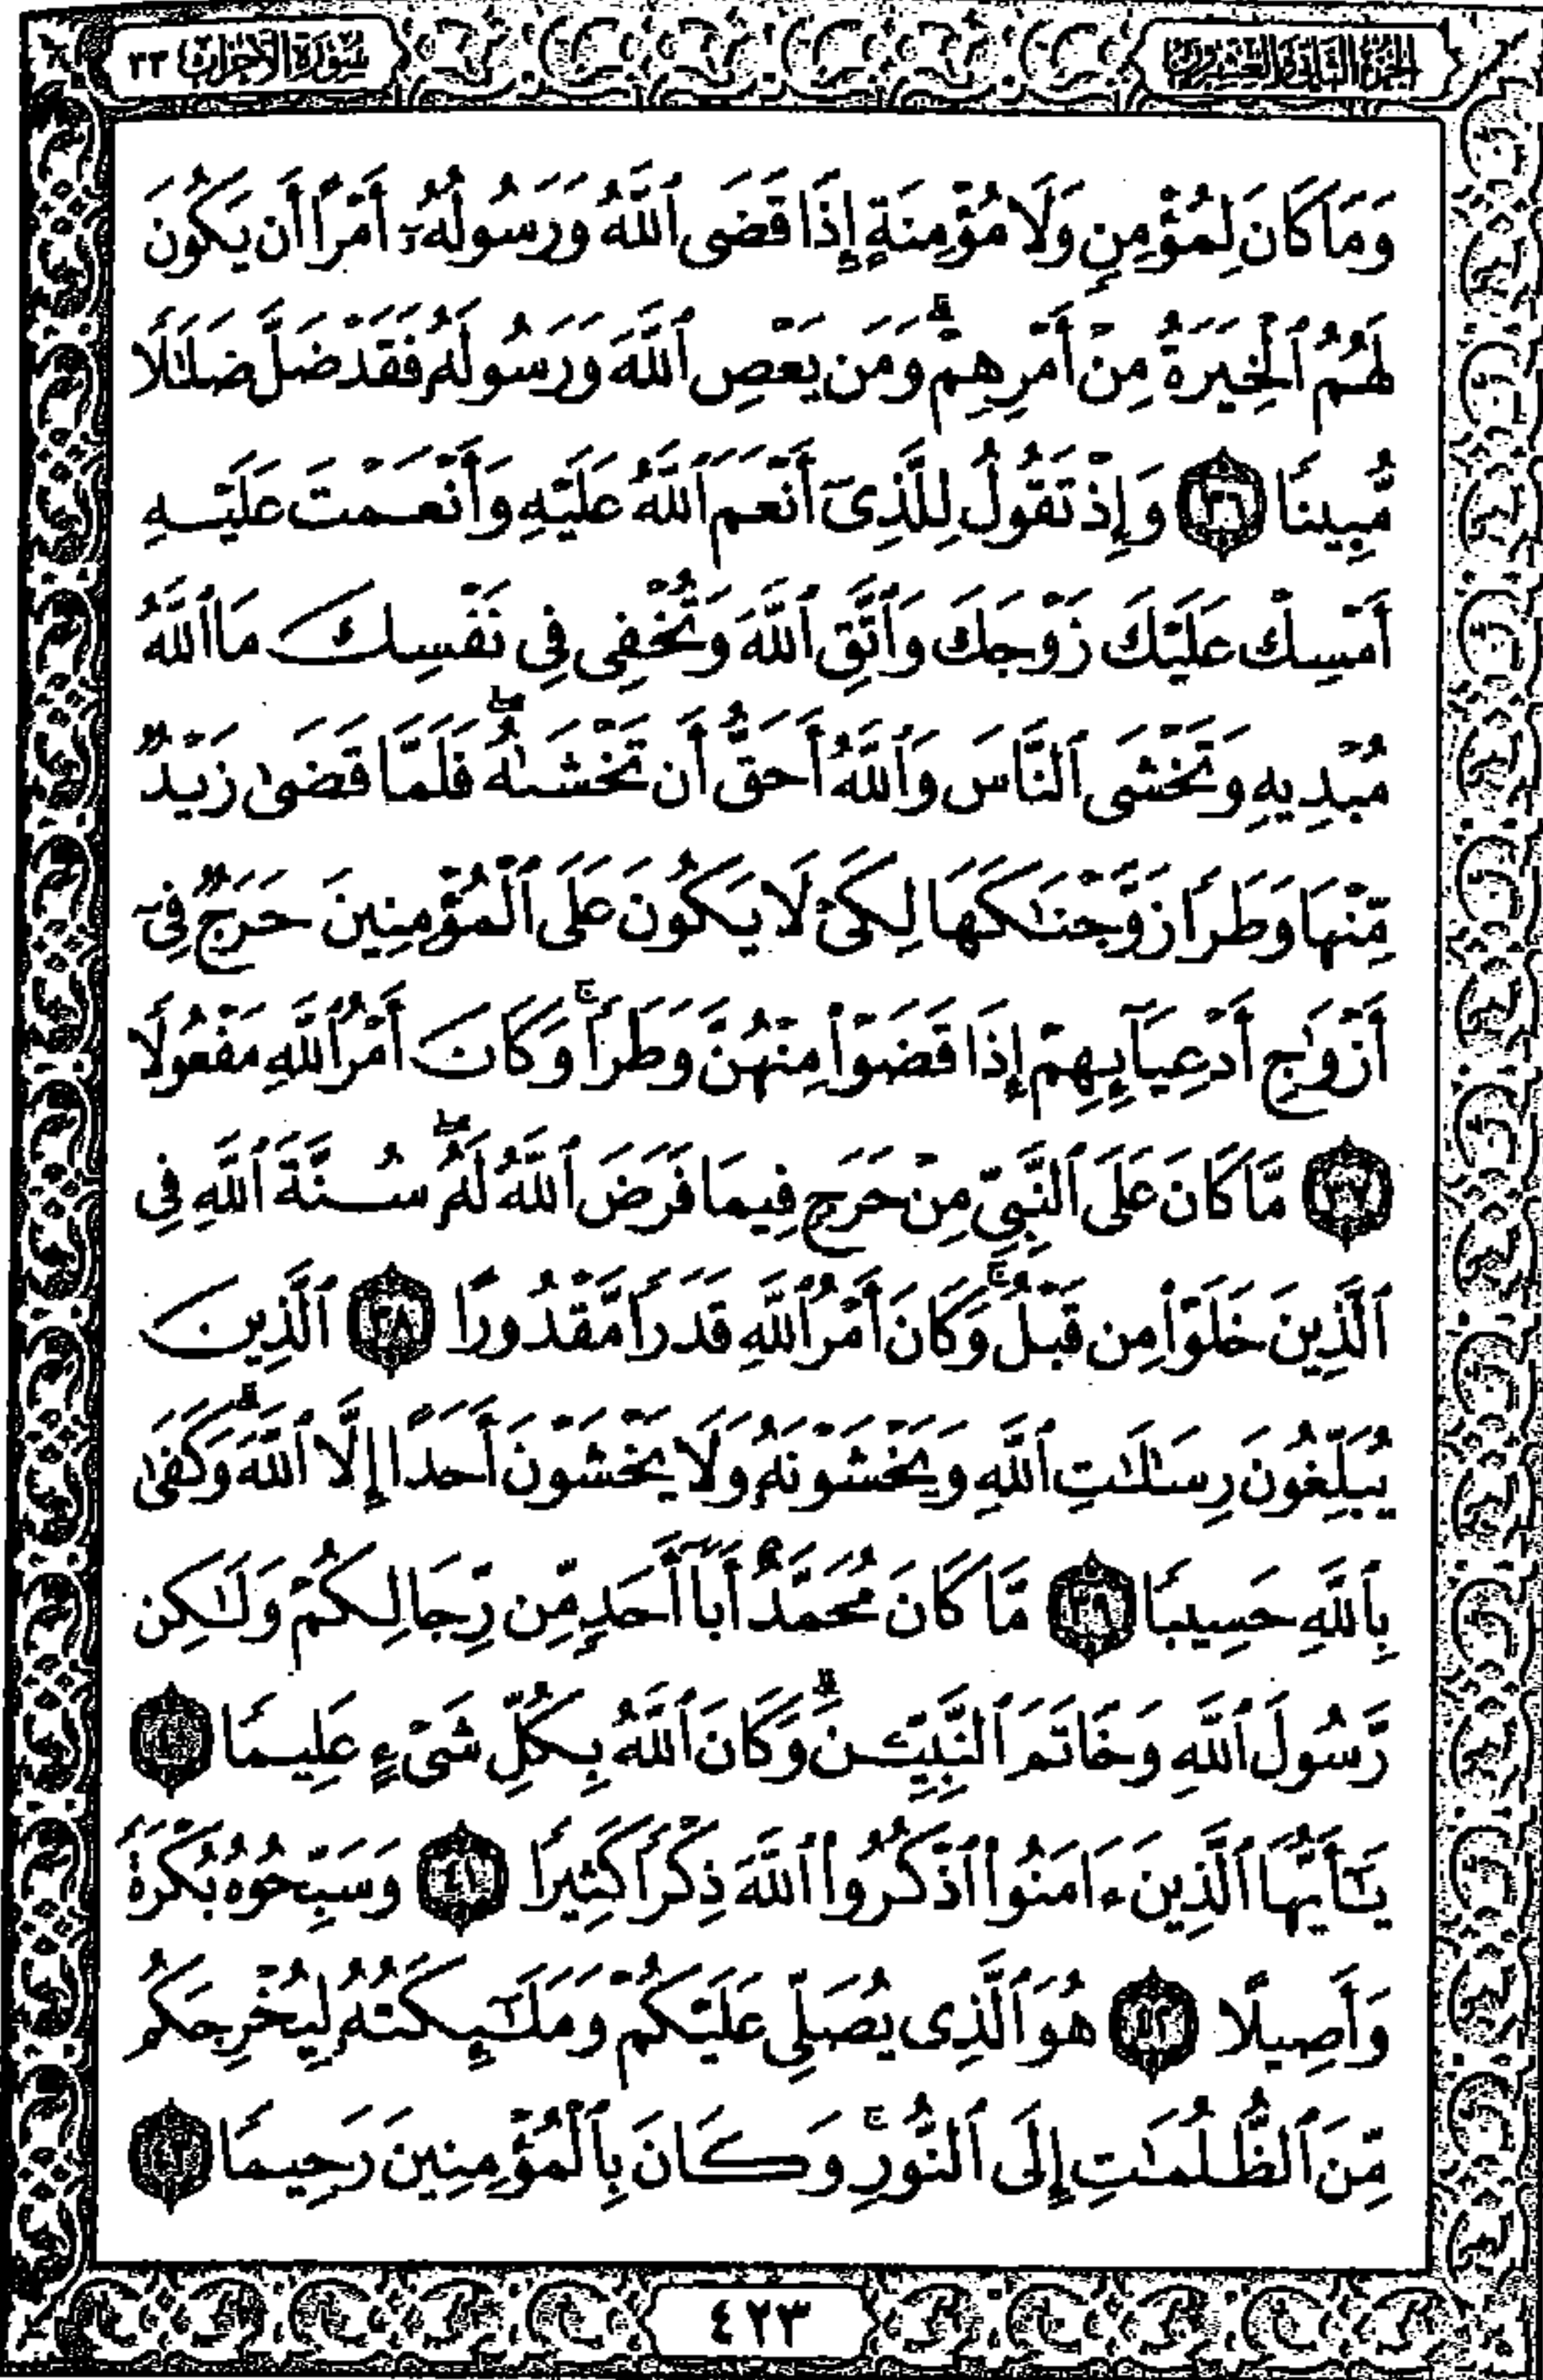 الجزء الثاني والعشرون
سورة الأحزاب ٣٣
وَمَا كَانَ لِمُؤْمِنٍ وَلَا مُؤْمِنَةٍ إِذَا قَضَى ٱللَّهُ وَرَسُولُهُۥٓ أَمْرًا أَن يَكُونَ
لَهُمُ ٱلْخِيَرَةُ مِنْ أَمْرِهِمْ ۗ وَمَن يَعْصِ ٱللَّهَ وَرَسُولَهُۥ فَقَدْ ضَلَّ ضَلَٰلًا
مُّبِينًا ٣٦ وَإِذْ تَقُولُ لِلَّذِىٓ أَنْعَمَ ٱللَّهُ عَلَيْهِ وَأَنْعَمْتَ عَلَيْهِ
أَمْسِكْ عَلَيْكَ زَوْجَكَ وَٱتَّقِ ٱللَّهَ وَتُخْفِى فِى نَفْسِكَ مَا ٱللَّهُ
مُبْدِيهِ وَتَخْشَى ٱلنَّاسَ وَٱللَّهُ أَحَقُّ أَن تَخْشَىٰهُ ۖ فَلَمَّا قَضَىٰ زَيْدٌ
مِّنْهَا وَطَرًا زَوَّجْنَٰكَهَا لِكَىْ لَا يَكُونَ عَلَى ٱلْمُؤْمِنِينَ حَرَجٌ فِىٓ
أَزْوَٰجِ أَدْعِيَآئِهِمْ إِذَا قَضَوْا۟ مِنْهُنَّ وَطَرًا ۚ وَكَانَ أَمْرُ ٱللَّهِ مَفْعُولًا
٣٧ مَّا كَانَ عَلَى ٱلنَّبِىِّ مِنْ حَرَجٍ فِيمَا فَرَضَ ٱللَّهُ لَهُۥ ۖ سُنَّةَ ٱللَّهِ فِى
ٱلَّذِينَ خَلَوْا۟ مِن قَبْلُ ۚ وَكَانَ أَمْرُ ٱللَّهِ قَدَرًا مَّقْدُورًا ٣٨ ٱلَّذِينَ
يُبَلِّغُونَ رِسَٰلَٰتِ ٱللَّهِ وَيَخْشَوْنَهُۥ وَلَا يَخْشَوْنَ أَحَدًا إِلَّا ٱللَّهَ ۗ وَكَفَىٰ
بِٱللَّهِ حَسِيبًا ٣٩ مَّا كَانَ مُحَمَّدٌ أَبَآ أَحَدٍ مِّن رِّجَالِكُمْ وَلَٰكِن
رَّسُولَ ٱللَّهِ وَخَاتَمَ ٱلنَّبِيِّـۧنَ ۗ وَكَانَ ٱللَّهُ بِكُلِّ شَىْءٍ عَلِيمًا ٤٠
يَٰٓأَيُّهَا ٱلَّذِينَ ءَامَنُوا۟ ٱذْكُرُوا۟ ٱللَّهَ ذِكْرًا كَثِيرًا ٤١ وَسَبِّحُوهُ بُكْرَةً
وَأَصِيلًا ٤٢ هُوَ ٱلَّذِى يُصَلِّى عَلَيْكُمْ وَمَلَٰٓئِكَتُهُۥ لِيُخْرِجَكُم
مِّنَ ٱلظُّلُمَٰتِ إِلَى ٱلنُّورِ ۚ وَكَانَ بِٱلْمُؤْمِنِينَ رَحِيمًا ٤٣
٤٢٣